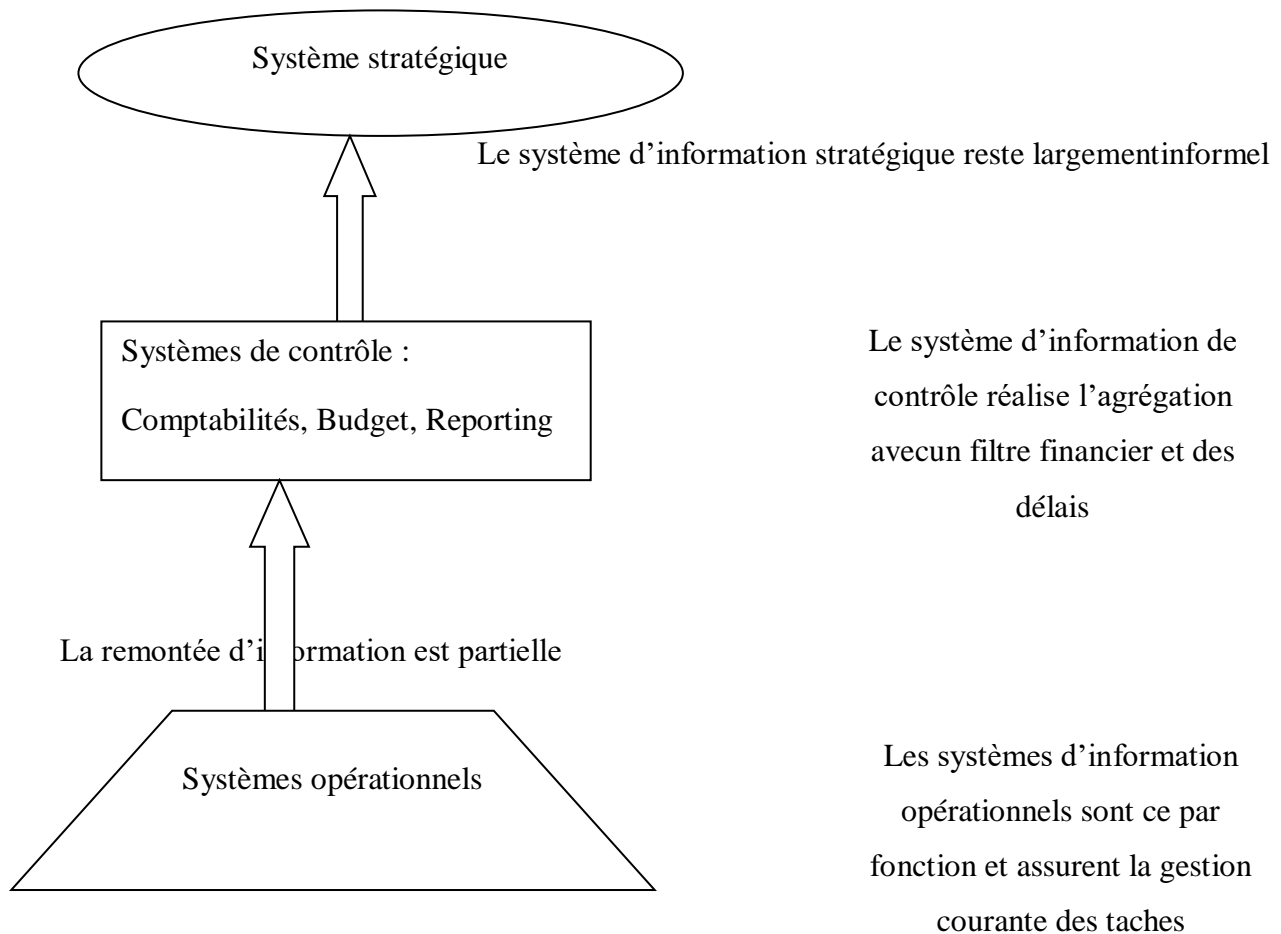 Système stratégique
Le système d’information stratégique reste largementinformel
Systèmes de contrôle :
Comptabilités, Budget, Reporting
Le système d’information de
contrôle réalise l’agrégation
avecun filtre financier et des
délais
La remontée d’i ormation est partielle
Systèmes opérationnels
Les systèmes d’information
opérationnels sont ce par
fonction et assurent la gestion
courante des taches